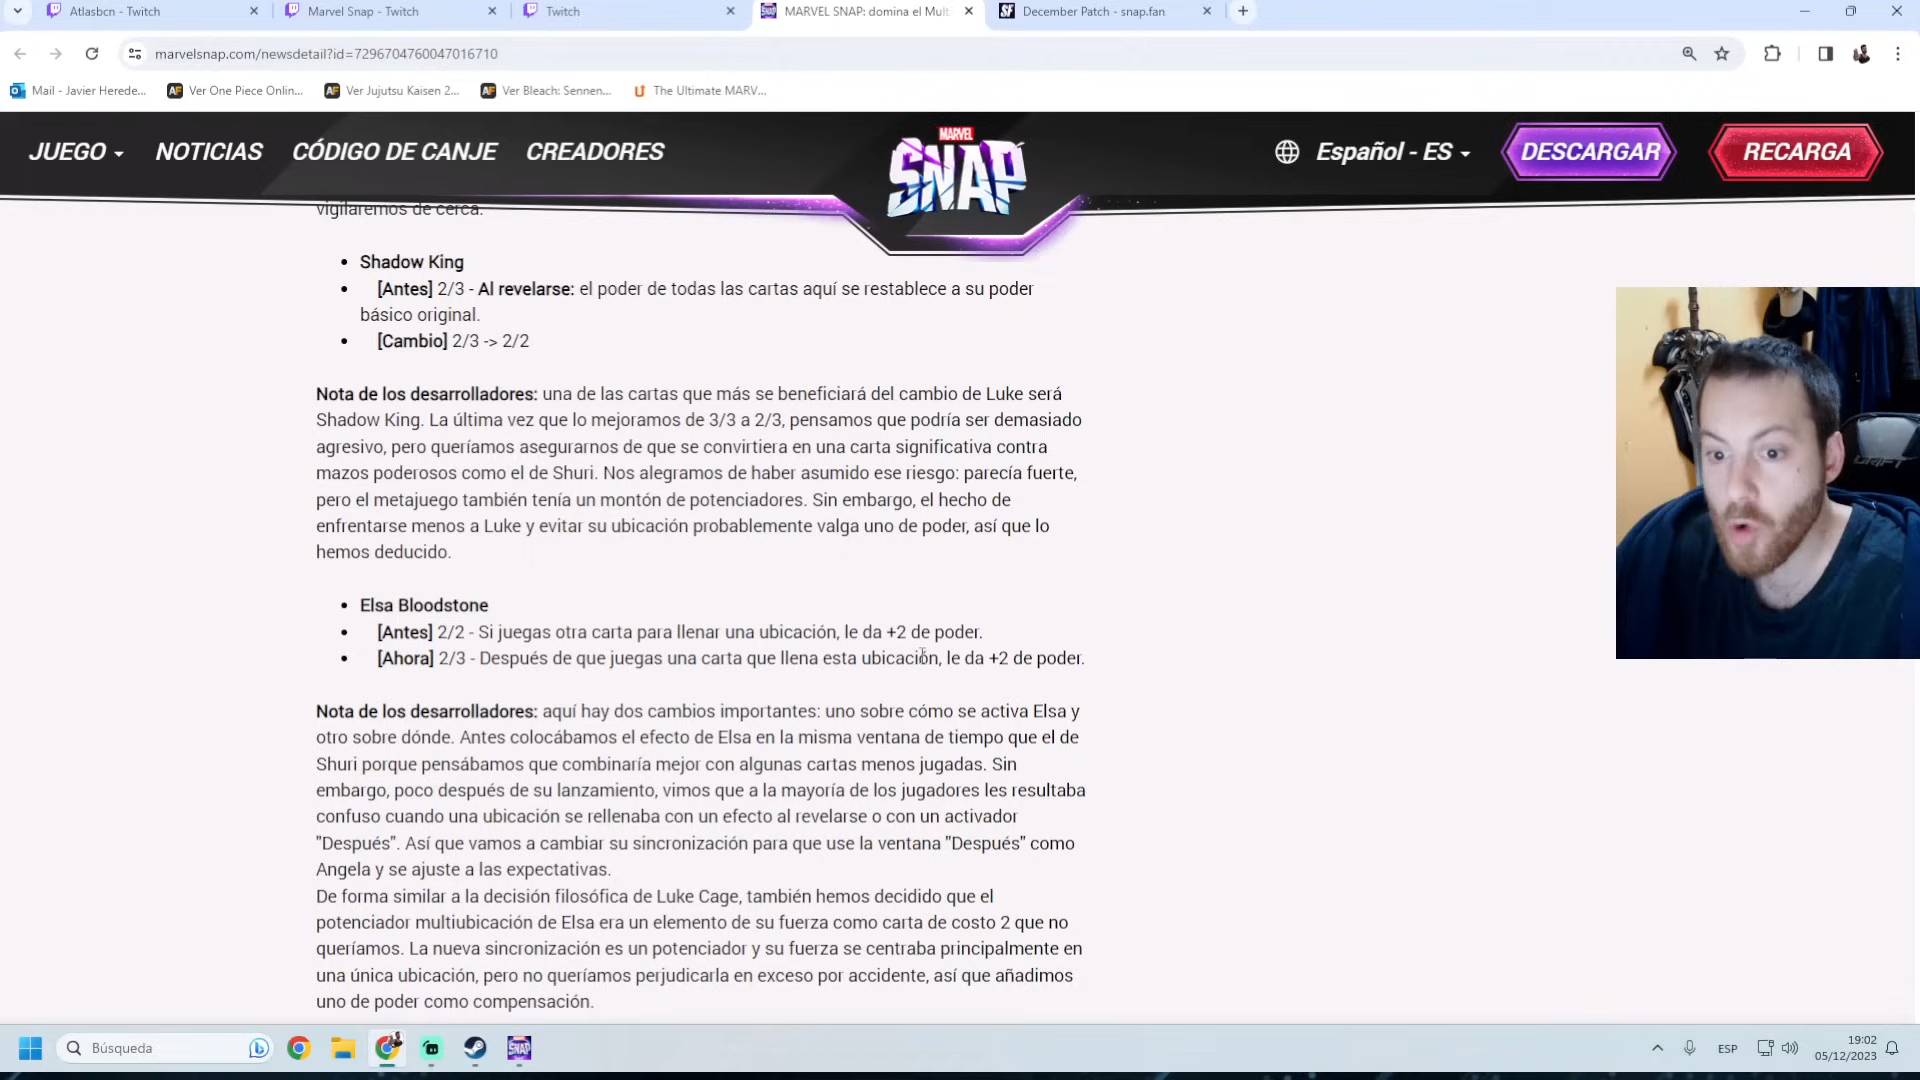 Atlasbcn - Twitch
Marvel Snap - Twitch
Twitch
MARVEL SNAP: domina el Mult
December Patch - snap.fan
marvelsnap.com/newsdetail?id=7296704760047016710
Mail - Javier Herede...
Ver One Piece Onlin...
Ver Jujutsu Kaisen 2...
Ver Bleach: Sennen...
The Ultimate MARV...
JUEGO
NOTICIAS
CÓDIGO DE CANJE
CREADORES
MARVEL
SNAP
Español - ES
DESCARGAR
RECARGA
vigilaremos de cerca.
• Shadow King
• [Antes] 2/3 - Al revelarse: el poder de todas las cartas aquí se restablece a su poder
básico original.
• [Cambio] 2/3 -> 2/2
Nota de los desarrolladores: una de las cartas que más se beneficiará del cambio de Luke será
Shadow King. La última vez que lo mejoramos de 3/3 a 2/3, pensamos que podría ser demasiado
agresivo, pero queríamos asegurarnos de que se convirtiera en una carta significativa contra
mazos poderosos como el de Shuri. Nos alegramos de haber asumido ese riesgo: parecía fuerte,
pero el metajuego también tenía un montón de potenciadores. Sin embargo, el hecho de
enfrentarse menos a Luke y evitar su ubicación probablemente valga uno de poder, así que lo
hemos deducido.
• Elsa Bloodstone
• [Antes] 2/2 - Si juegas otra carta para llenar una ubicación, le da +2 de poder.
• [Ahora] 2/3 - Después de que juegas una carta que llena esta ubicación, le da +2 de poder.
Nota de los desarrolladores: aquí hay dos cambios importantes: uno sobre cómo se activa Elsa y
otro sobre dónde. Antes colocábamos el efecto de Elsa en la misma ventana de tiempo que el de
Shuri porque pensábamos que combinaría mejor con algunas cartas menos jugadas. Sin
embargo, poco después de su lanzamiento, vimos que a la mayoría de los jugadores les resultaba
confuso cuando una ubicación se rellenaba con un efecto al revelarse o con un activador
"Después". Así que vamos a cambiar su sincronización para que use la ventana "Después" como
Angela y se ajuste a las expectativas.
De forma similar a la decisión filosófica de Luke Cage, también hemos decidido que el
potenciador multiubicación de Elsa era un elemento de su fuerza como carta de costo 2 que no
queríamos. La nueva sincronización es un potenciador y su fuerza se centraba principalmente en
una única ubicación, pero no queríamos perjudicarla en exceso por accidente, así que añadimos
uno de poder como compensación.
Búsqueda
ESP
19:02
05/12/2023